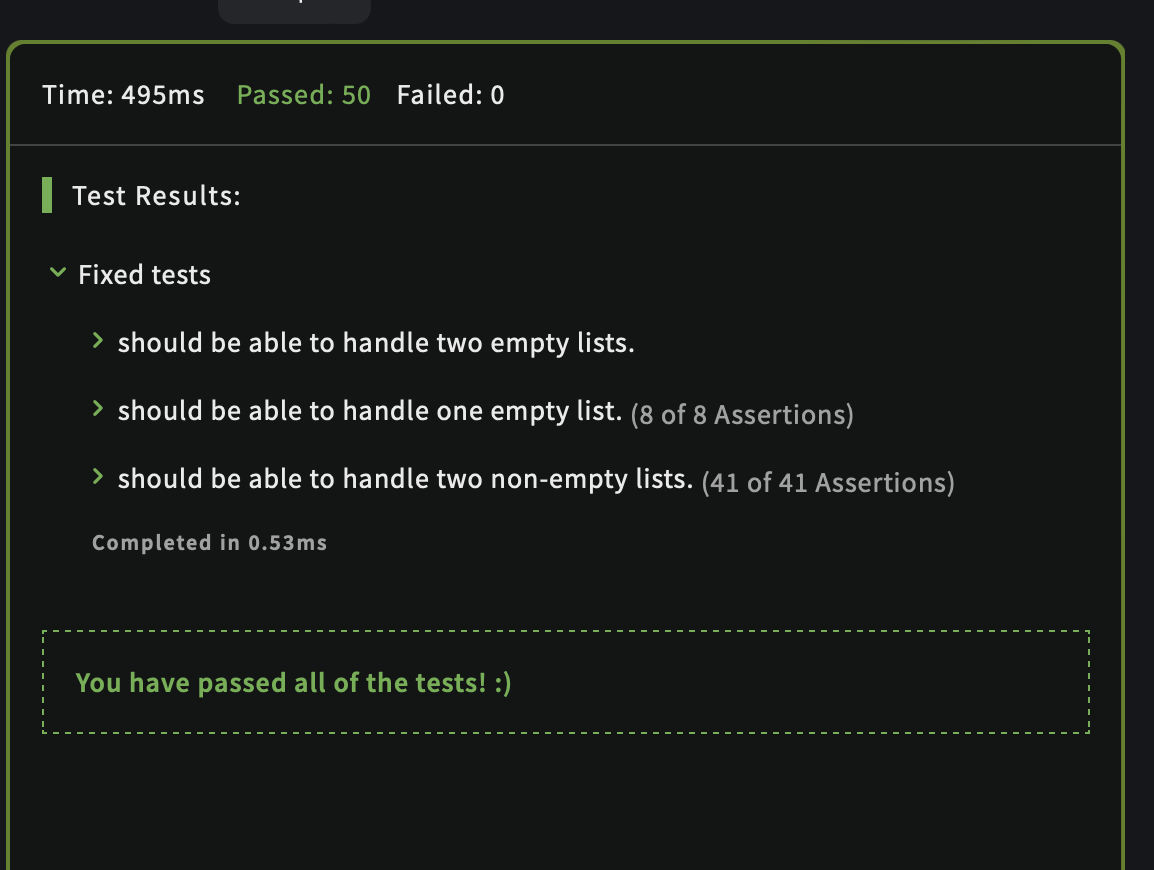 Time: 495ms Passed: 50 Failed: 0
Test Results:
Fixed tests
should be able to handle two empty lists.
should be able to handle one empty list. (8 of 8 Assertions)
should be able to handle two non-empty lists. (41 of 41 Assertions)
Completed in 0.53ms
You have passed all of the tests! :)